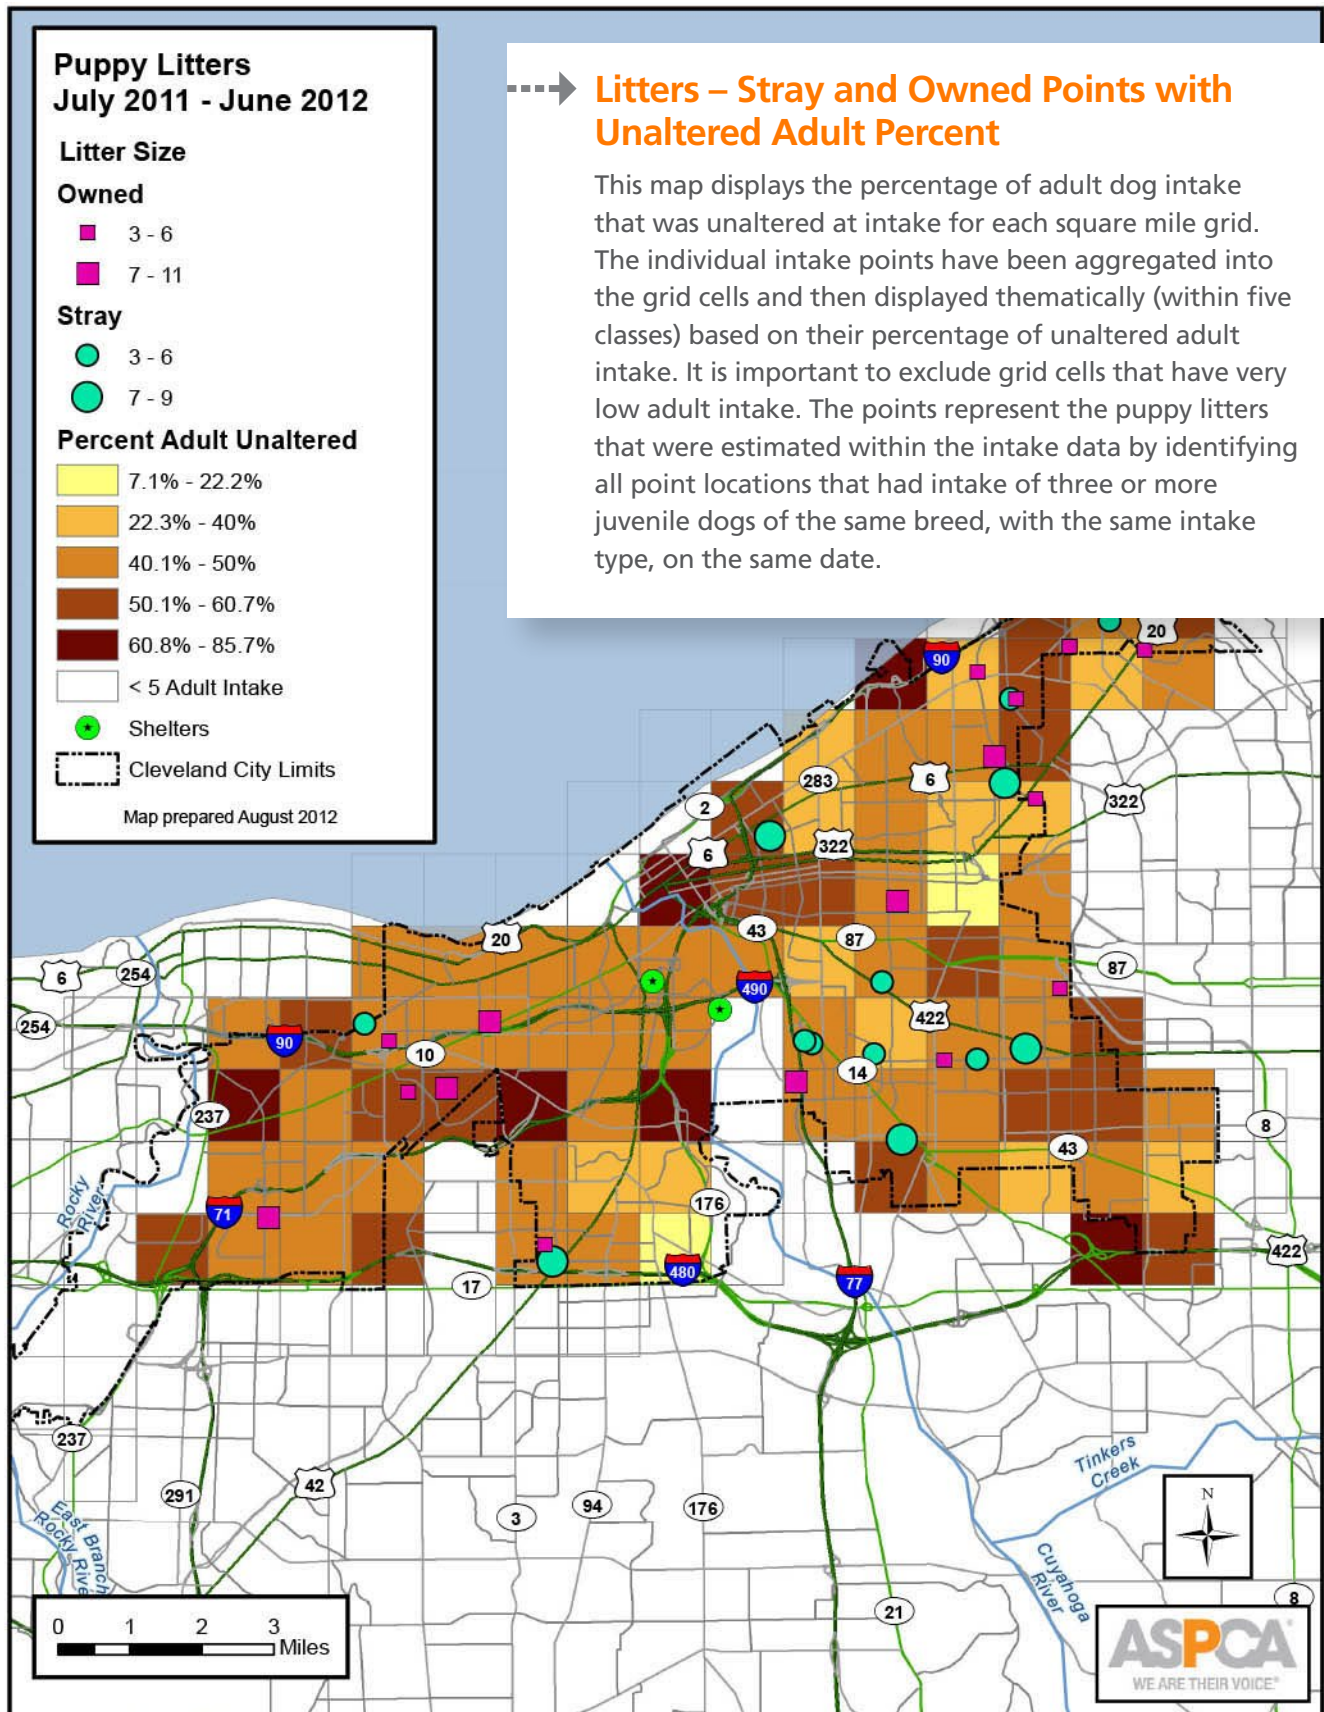 Puppy Litters
July 2011 - June 2012
Litter Size
Owned
3 - 6
7 - 11
Stray
3 - 6
7 - 9
Percent Adult Unaltered
7.1% - 22.2%
22.3% - 40%
40.1% - 50%
50.1% - 60.7%
60.8% - 85.7%
< 5 Adult Intake
Shelters
Cleveland City Limits
Map prepared August 2012
Litters – Stray and Owned Points with
Unaltered Adult Percent
This map displays the percentage of adult dog intake
that was unaltered at intake for each square mile grid.
The individual intake points have been aggregated into
the grid cells and then displayed thematically (within five
classes) based on their percentage of unaltered adult
intake. It is important to exclude grid cells that have very
low adult intake. The points represent the puppy litters
that were estimated within the intake data by identifying
all point locations that had intake of three or more
juvenile dogs of the same breed, with the same intake
type, on the same date.
20
90
283
6
2
322
322
6
43
20
87
87
6
254
490
254
422
90
10
14
237
8
43
Rocky
River
176
71
422
480
77
17
237
Tinkers
Creek
42
291
94
176
3
N
East Branch
Rocky River
Cuyahoga
River
8
21
0 1 2 3
Miles
ASPCA®
WE ARE THEIR VOICE®